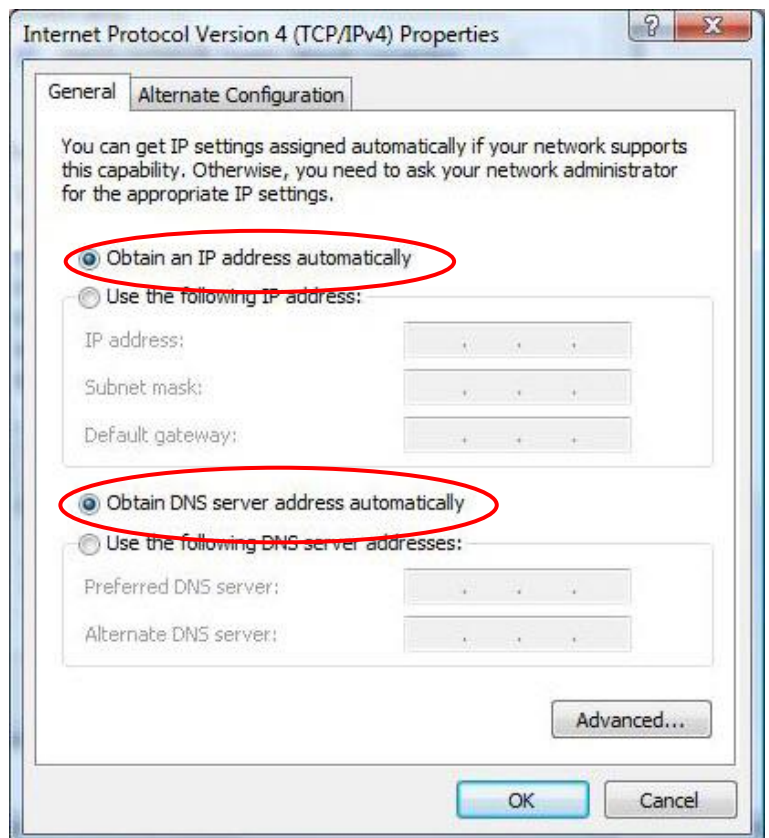 Internet Protocol Version 4 (TCP/IPv4) Properties
?
X
General
Alternate Configuration
You can get IP settings assigned automatically if your network supports
this capability. Otherwise, you need to ask your network administrator
for the appropriate IP settings.
Obtain an IP address automatically
Use the following IP address:
IP address:
. . .
Subnet mask:
. . .
Default gateway:
. . .
Obtain DNS server address automatically
Use the following DNS server addresses:
Preferred DNS server:
. . .
Alternate DNS server:
. . .
Advanced...
OK
Cancel